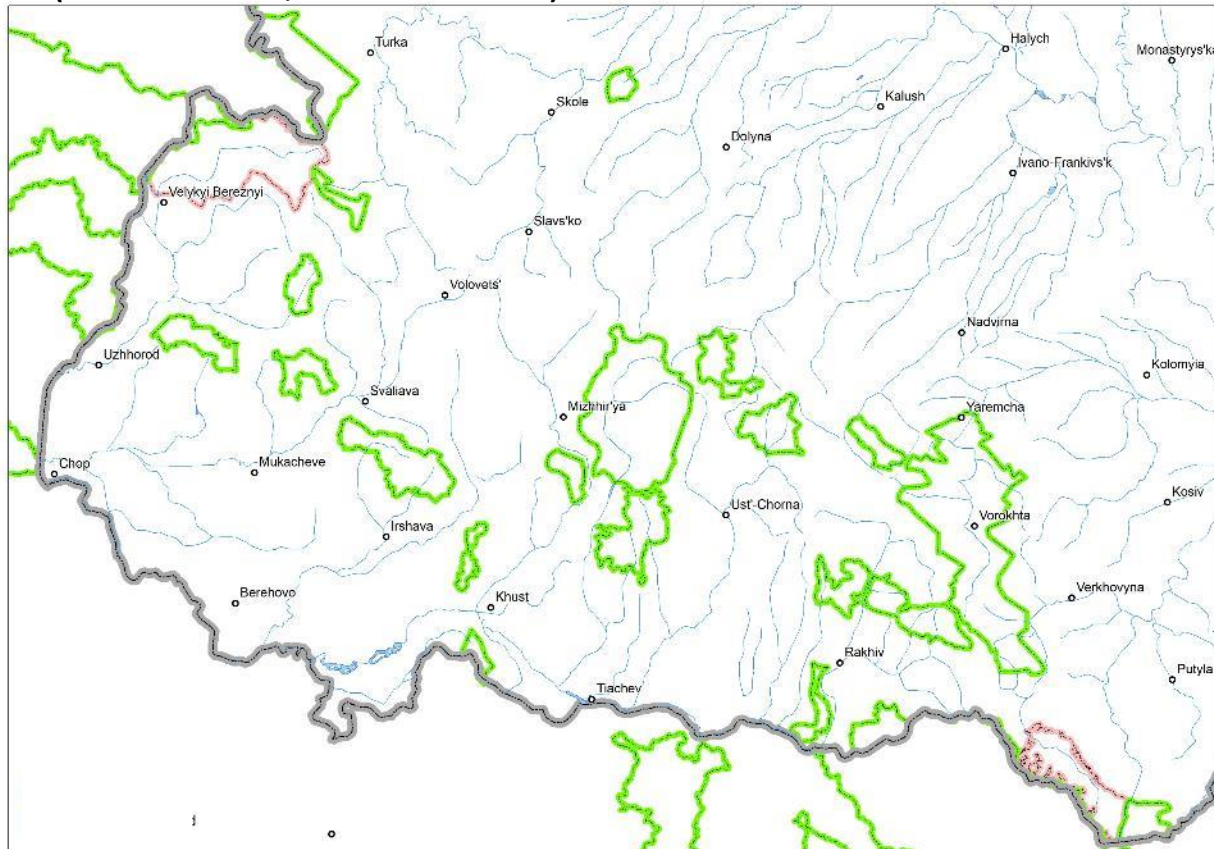 Turka
Halych
Monastyrys'ka
Skole
Kalush
Dolyna
Ivano-Frankivs'k
Velykyi Bereznyi
Slavs'ko
Volovets'
Nadvirna
Uzhhorod
Kolomyia
Svaliava
Mizhhir'ya
Yaremcha
Chop
Mukacheve
Kosiv
Ust'-Chorna
Vorokhta
Irshava
Berehovo
Khust
Verkhovyna
Rakhiv
Putyla
Tiachev